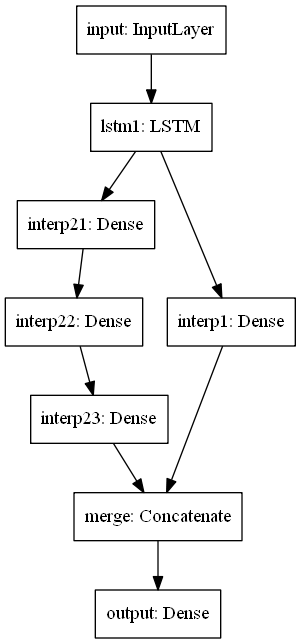 input: InputLayer
lstm1: LSTM
interp21: Dense
interp22: Dense
interp1: Dense
interp23: Dense
merge: Concatenate
output: Dense